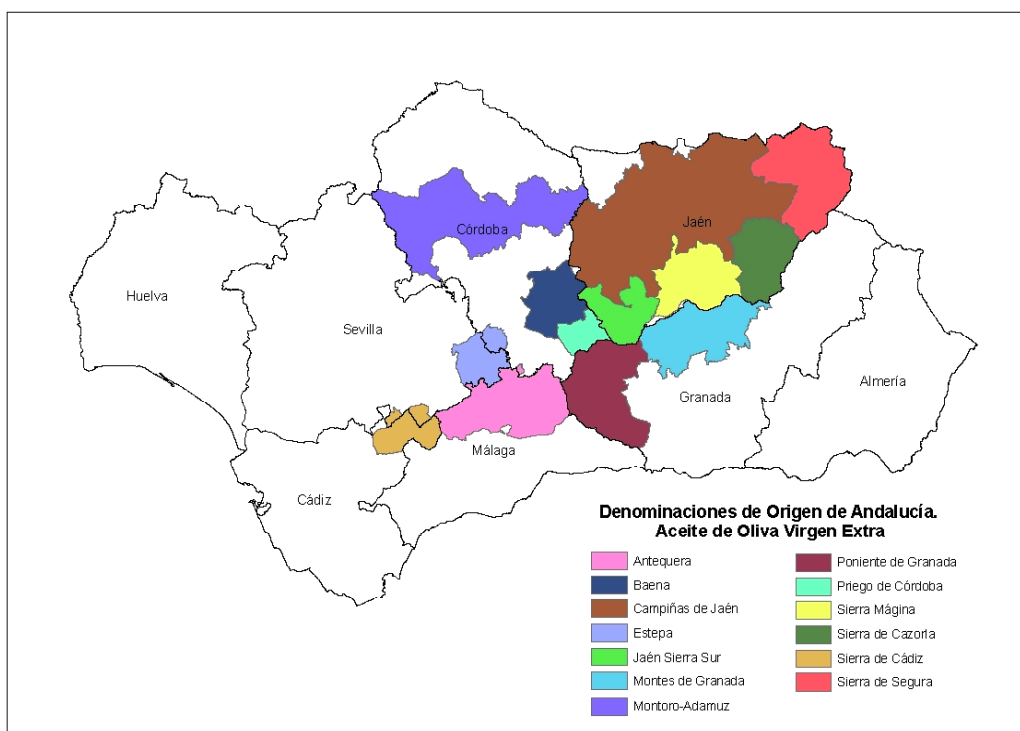 Córdoba
Jaén
Huelva
Sevilla
Almería
Granada
Málaga
Cádiz
Denominaciones de Origen de Andalucía.
Aceite de Oliva Virgen Extra
Antequera
Baena
Campiñas de Jaén
Estepa
Jaén Sierra Sur
Montes de Granada
Montoro-Adamuz
Poniente de Granada
Priego de Córdoba
Sierra Mágina
Sierra de Cazorla
Sierra de Cádiz
Sierra de Segura